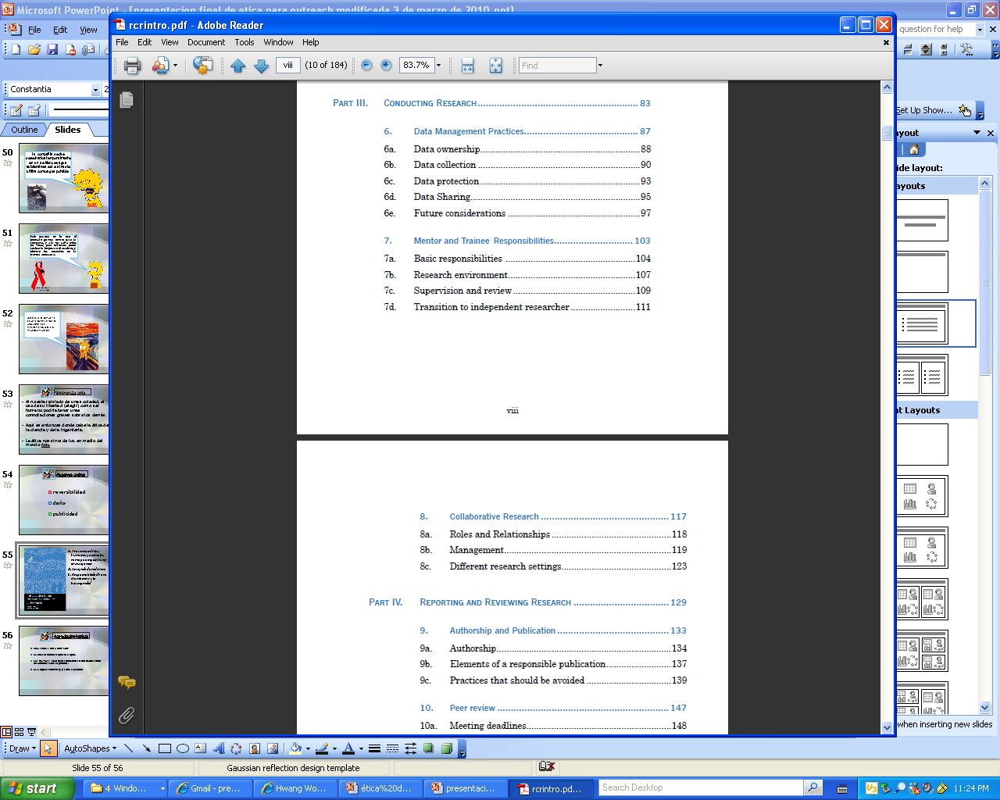 Microsoft PowerPoint - [presentacion final de etica para outreach modificada 3 de marzo de 2010.ppt]
File Edit View
question for help
Constantia
Outline Slides
Set Up Show...
rcrintro.pdf - Adobe Reader
File Edit View Document Tools Window Help
viii (10 of 184) 83.7% Find
PART III. CONDUCTING RESEARCH 83
6. Data Management Practices 87
6a. Data ownership 88
6b. Data collection 90
6c. Data protection 93
6d. Data Sharing 95
6e. Future considerations 97
7. Mentor and Trainee Responsibilities 103
7a. Basic responsibilities 104
7b. Research environment 107
7c. Supervision and review 109
7d. Transition to independent researcher 111
viii
8. Collaborative Research 117
8a. Roles and Relationships 118
8b. Management 119
8c. Different research settings 123
PART IV. REPORTING AND REVIEWING RESEARCH 129
9. Authorship and Publication 133
9a. Authorship 134
9b. Elements of a responsible publication 137
9c. Practices that should be avoided 139
10. Peer review 147
10a. Meeting deadlines 148
50
51
52
53
54
reversibilidad
daño
publicidad
55
56
ayout
ide layout:
ayouts
nt Layouts
when inserting new slides
Draw AutoShapes
Slide 55 of 56 Gaussian reflection design template
start 4 Windo... Gmail - pre... Hwang Wo... ética%20d... presentaci... rcrintro.pd... Search Desktop 11:24 PM